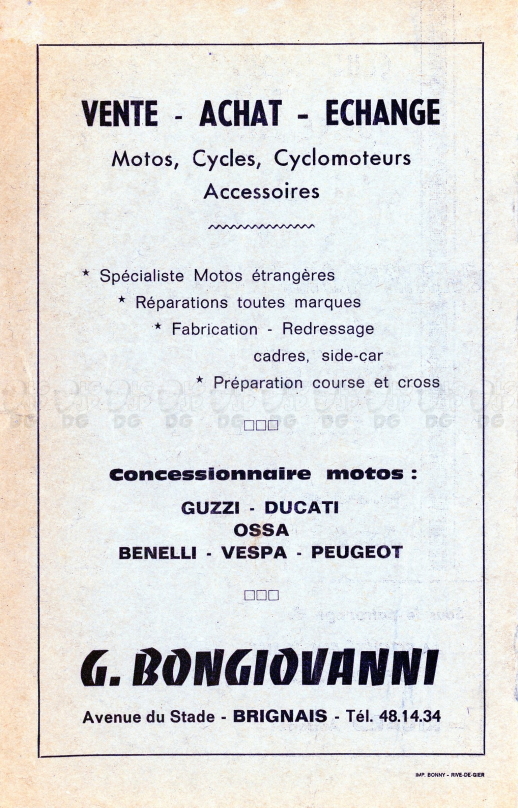 VENTE - ACHAT - ECHANGE
Motos, Cycles, Cyclomoteurs
Accessoires
* Spécialiste Motos étrangères
* Réparations toutes marques
* Fabrication - Redressage
cadres, side-car
* Préparation course et cross
Concessionnaire motos :
GUZZI - DUCATI
OSSA
BENELLI - VESPA - PEUGEOT
G. BONGIOVANNI
Avenue du Stade - BRIGNAIS - Tél. 48.14.34
IMP. BONNY - RIVE-DE-GIER